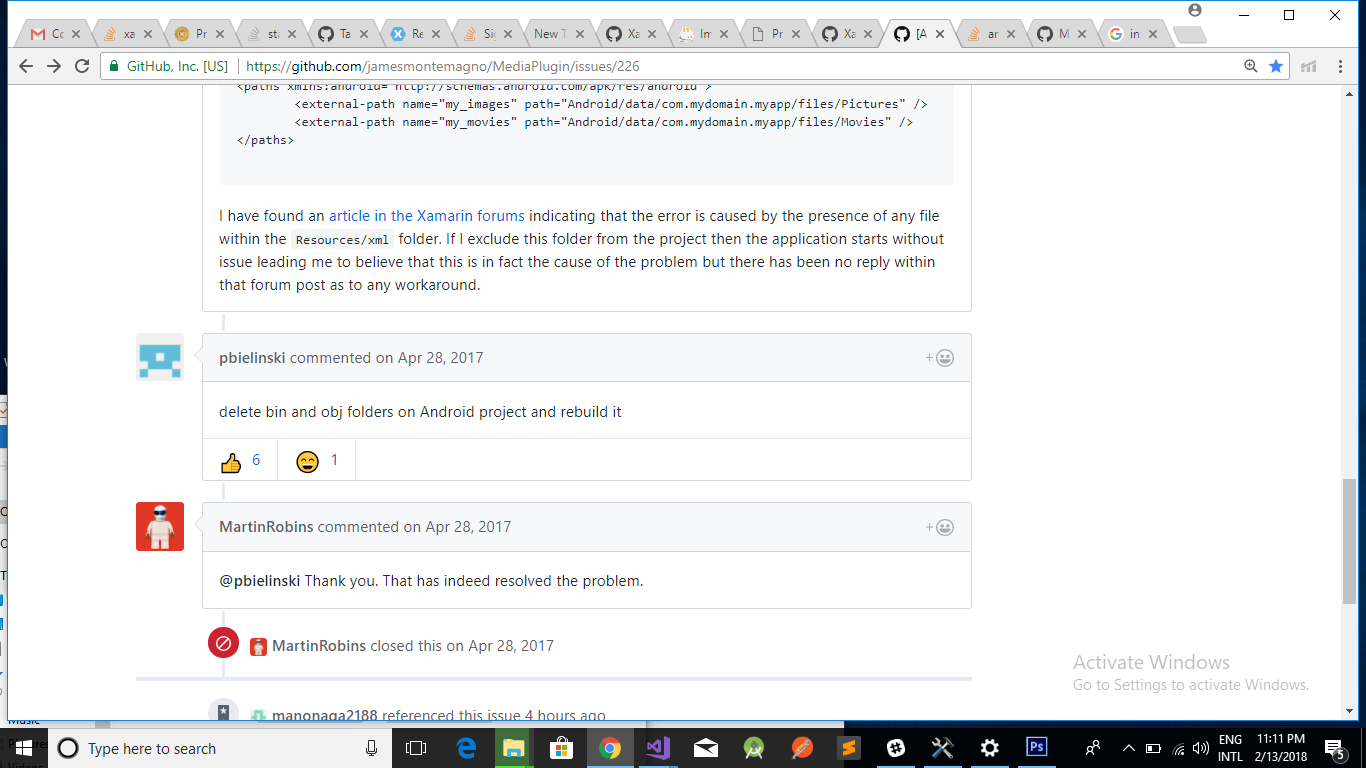 Cc
xa
Pr
sta
Ta
Re
Sig
New T
Xa
Im
Pr
Xa
[A
ar
M
in
GitHub, Inc. [US]
https://github.com/jamesmontemagno/MediaPlugin/issues/226
<paths xmlns:android="http://schemas.android.com/apk/res/android">
<external-path name="my_images" path="Android/data/com.mydomain.myapp/files/Pictures" />
<external-path name="my_movies" path="Android/data/com.mydomain.myapp/files/Movies" />
</paths>
I have found an article in the Xamarin forums indicating that the error is caused by the presence of any file
within the Resources/xml folder. If I exclude this folder from the project then the application starts without
issue leading me to believe that this is in fact the cause of the problem but there has been no reply within
that forum post as to any workaround.
pbielinski commented on Apr 28, 2017
+
delete bin and obj folders on Android project and rebuild it
6
1
MartinRobins commented on Apr 28, 2017
+
@pbielinski Thank you. That has indeed resolved the problem.
MartinRobins closed this on Apr 28, 2017
manonaga2188 referenced this issue 4 hours ago
Activate Windows
Go to Settings to activate Windows.
Music
Type here to search
Ps
ENG
INTL
11:11 PM
2/13/2018
5